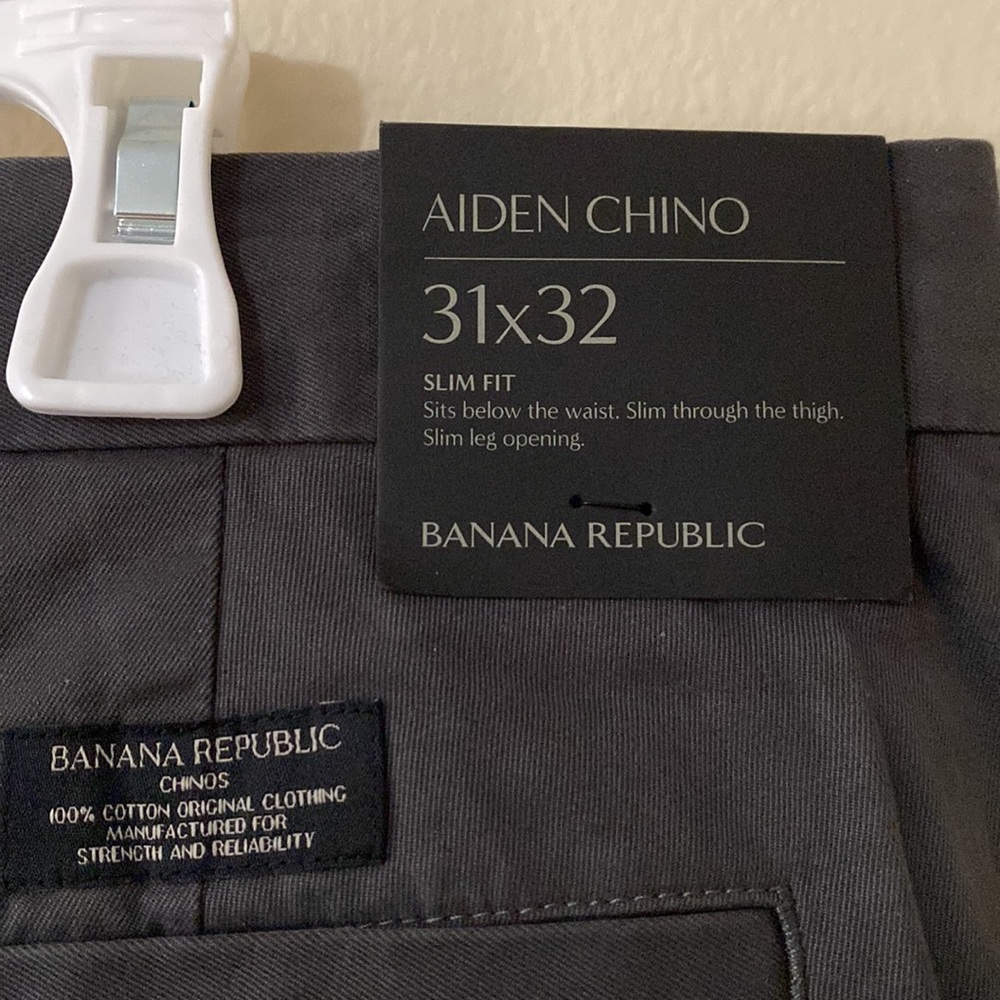 AIDEN CHINO
31x32
SLIM FIT
Sits below the waist. Slim through the thigh.
Slim leg opening.
BANANA REPUBLIC
BANANA REPUBLIC
CHINOS
100% COTTON ORIGINAL CLOTHING
MANUFACTURED FOR
STRENGTH AND RELIABILITY